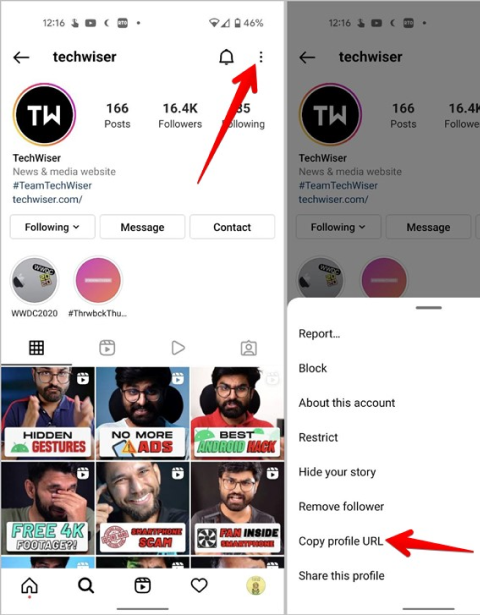 12:16
46%
techwiser
TW
166
16.4K
35
Posts
Followers
Following
TechWiser
News & media website
#TeamTechWiser
techwiser.com/
Following
Message
Contact
WWDC2020
#ThrwbckThu...
HIDDEN
GESTURES
NO MORE
ADS
BEST
ANDROID HACK
FREE 4K
FOOTAGE?!
SMARTPHONE
SCAM
FAN INSIDE
SMARTPHONE
12:16
techwiser
TW
166
16.4K
Posts
Followe
TechWiser
News & media website
#TeamTechWiser
techwiser.com/
Following
Message
Report...
Block
About this account
Restrict
Hide your story
Remove follower
Copy profile URL
Share this profile